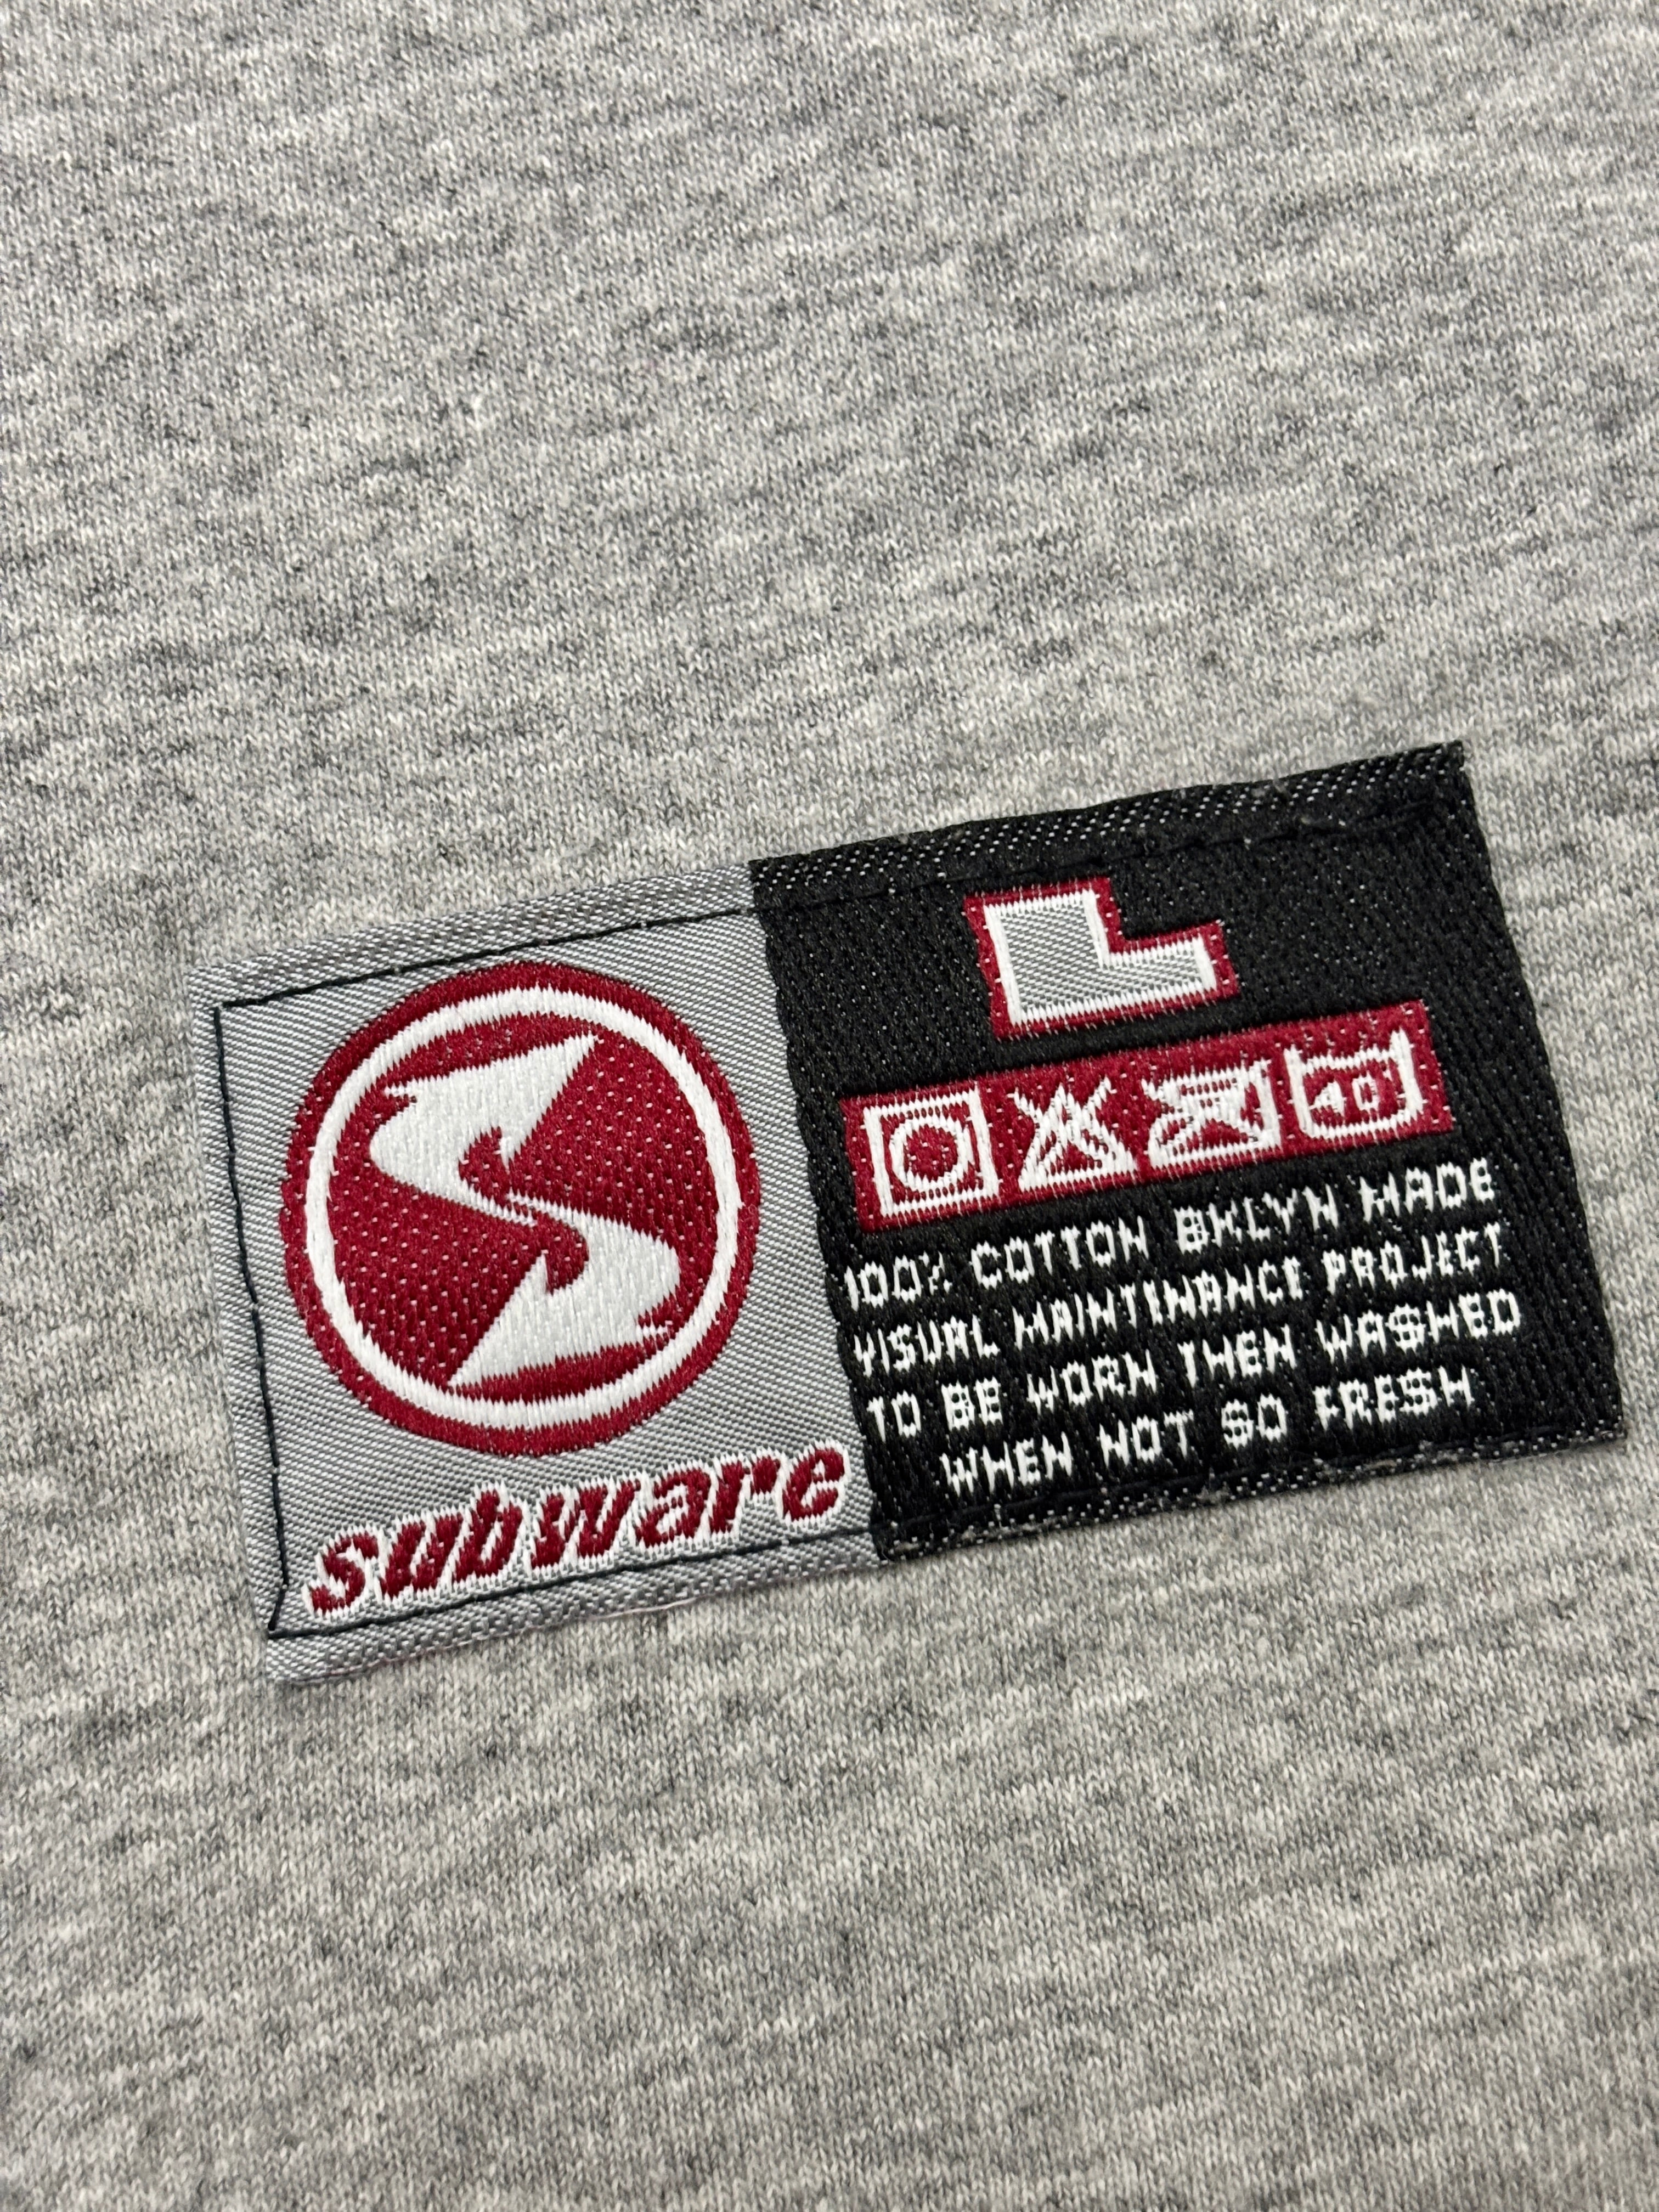 subware
L
40
100% COTTON BKLYN MADE
VISUAL MAINTENANCE PROJECT
TO BE WORN THEN WASHED
WHEN NOT SO FRESH